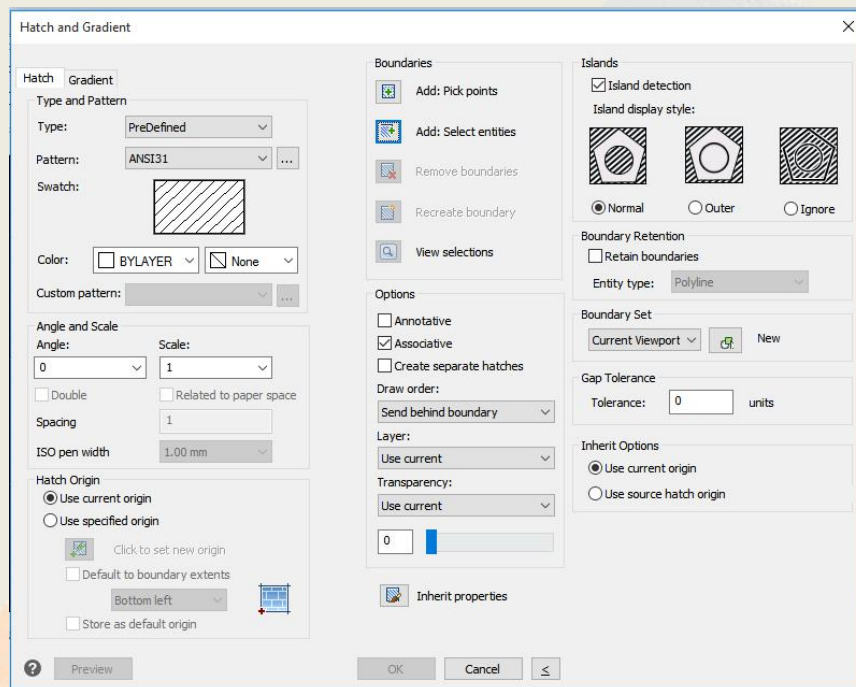 Hatch and Gradient
Hatch Gradient
Type and Pattern
Type: PreDefined
Pattern: ANSI31 ...
Swatch:
Color: BYLAYER None
Custom pattern: ...
Angle and Scale
Angle: Scale:
0 1
Double Related to paper space
Spacing 1
ISO pen width 1.00 mm
Hatch Origin
Use current origin
Use specified origin
Click to set new origin
Default to boundary extents
Bottom left
Store as default origin
Boundaries
Add: Pick points
Add: Select entities
Remove boundaries
Recreate boundary
View selections
Options
Annotative
Associative
Create separate hatches
Draw order:
Send behind boundary
Layer:
Use current
Transparency:
Use current
0
Inherit properties
Islands
Island detection
Island display style:
Normal Outer Ignore
Boundary Retention
Retain boundaries
Entity type: Polyline
Boundary Set
Current Viewport New
Gap Tolerance
Tolerance: 0 units
Inherit Options
Use current origin
Use source hatch origin
? Preview OK Cancel <